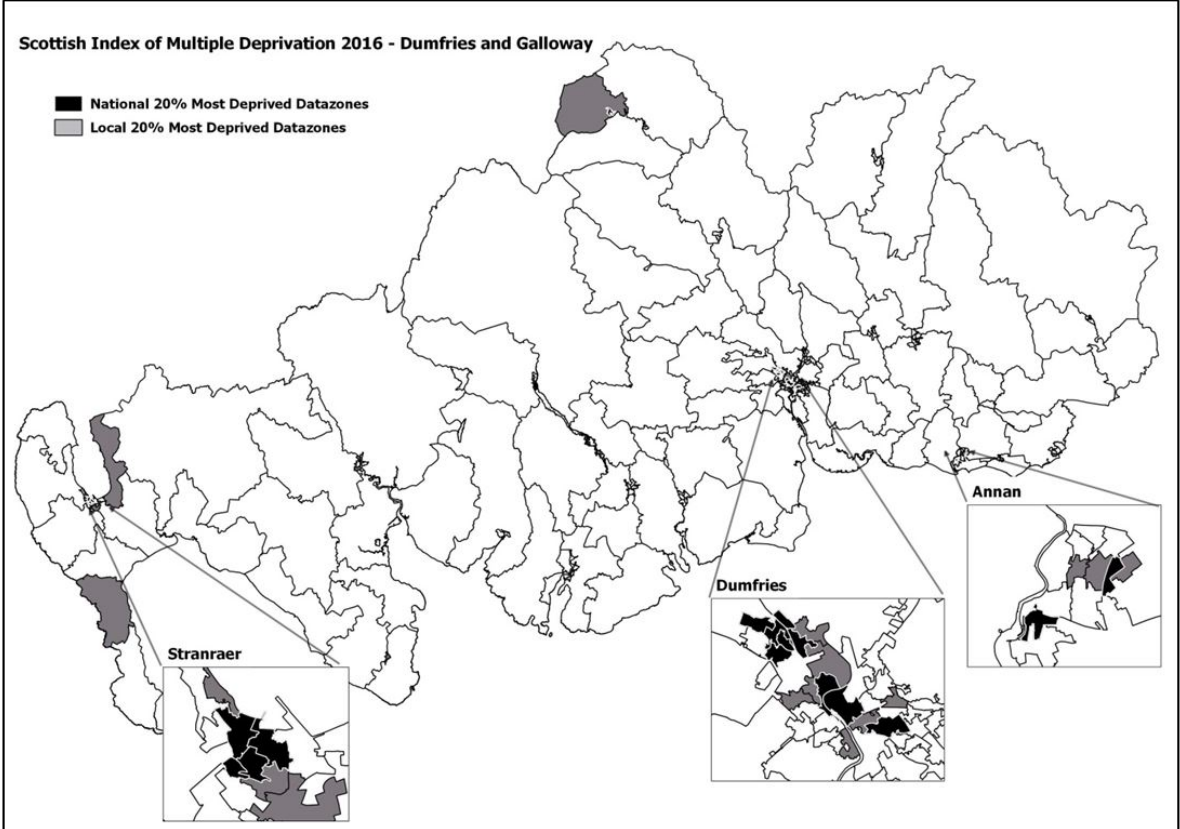 Scottish Index of Multiple Deprivation 2016 - Dumfries and Galloway
National 20% Most Deprived Datazones
Local 20% Most Deprived Datazones
Annan
Dumfries
Stranraer